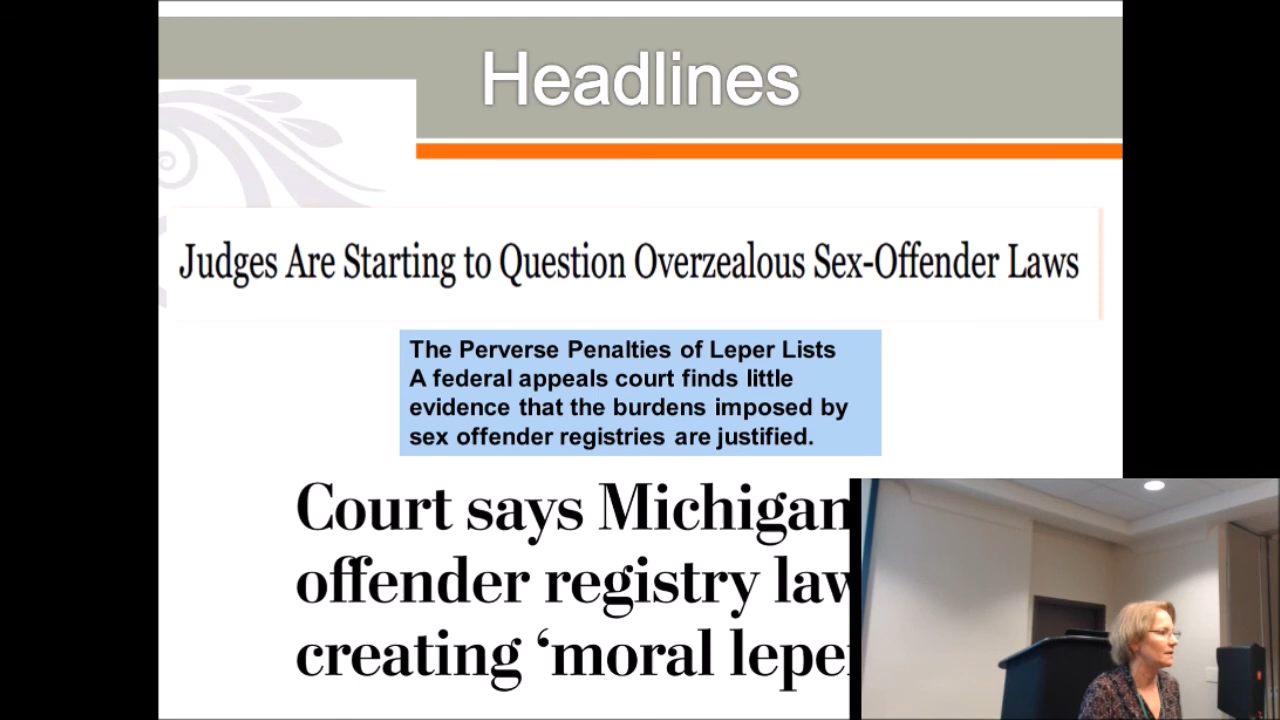 Headlines
Judges Are Starting to Question Overzealous Sex-Offender Laws
The Perverse Penalties of Leper Lists
A federal appeals court finds little
evidence that the burdens imposed by
sex offender registries are justified.
Court says Michigan
offender registry law
creating ‘moral